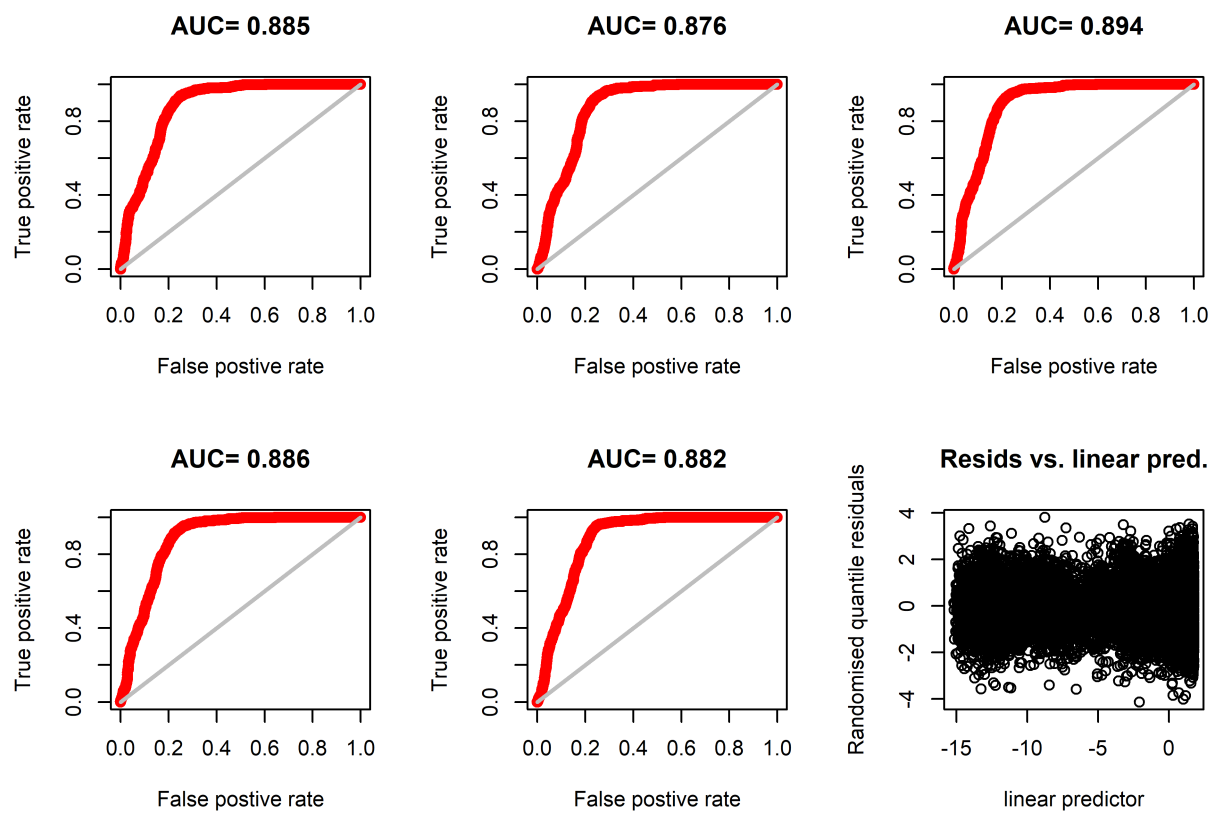 AUC= 0.885
True positive rate
0.0 0.4 0.8
0.0 0.2 0.4 0.6 0.8 1.0
False postive rate
AUC= 0.876
True positive rate
0.0 0.4 0.8
0.0 0.2 0.4 0.6 0.8 1.0
False postive rate
AUC= 0.894
True positive rate
0.0 0.4 0.8
0.0 0.2 0.4 0.6 0.8 1.0
False postive rate
AUC= 0.886
True positive rate
0.0 0.4 0.8
0.0 0.2 0.4 0.6 0.8 1.0
False postive rate
AUC= 0.882
True positive rate
0.0 0.4 0.8
0.0 0.2 0.4 0.6 0.8 1.0
False postive rate
Resids vs. linear pred.
Randomised quantile residuals
-4 -2 0 2 4
-15 -10 -5 0
linear predictor